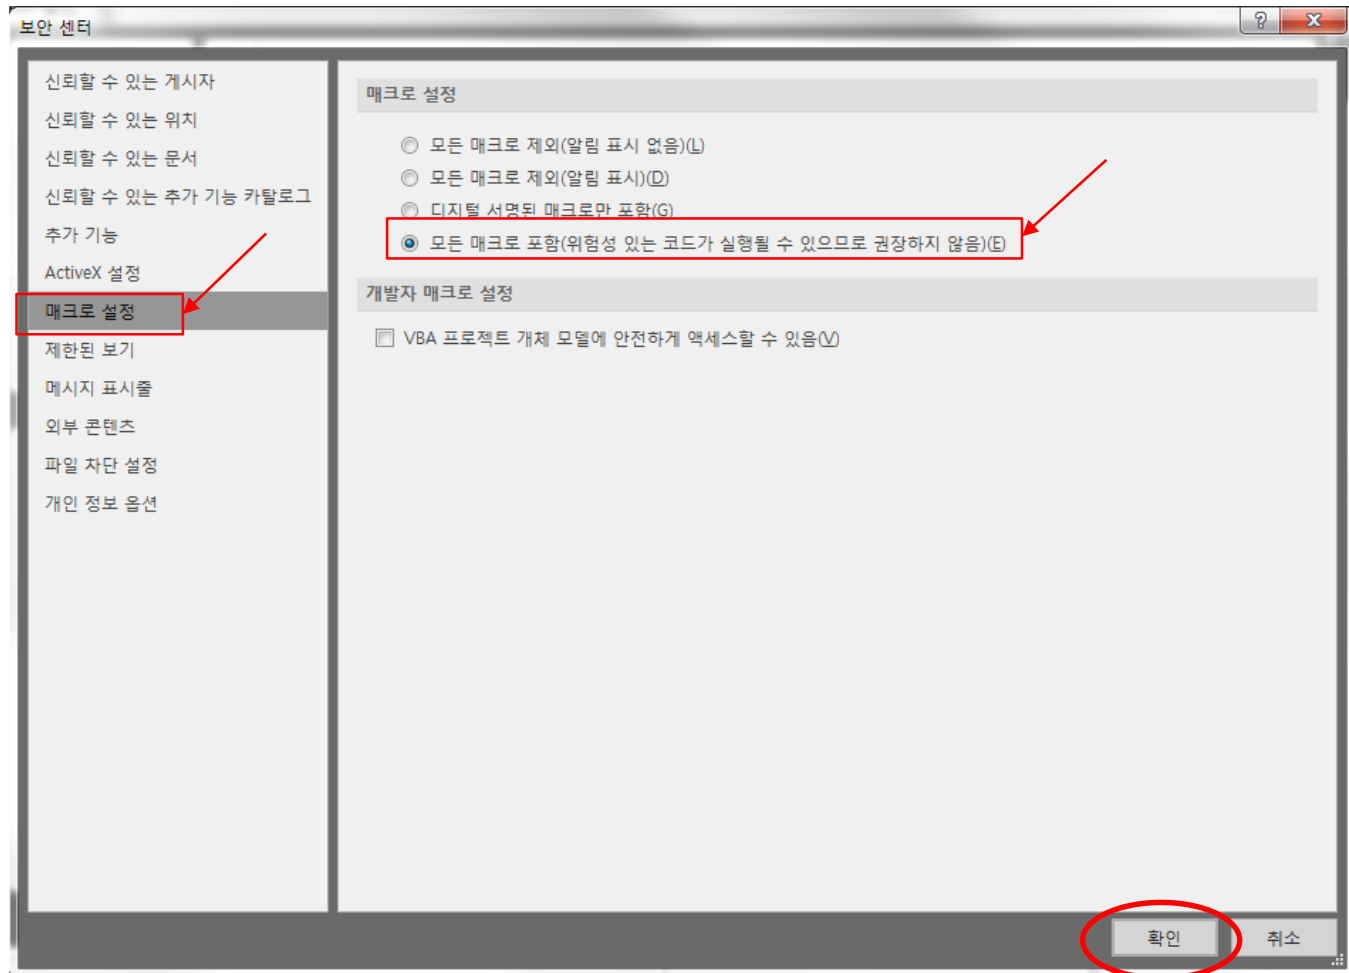 보안 센터
신뢰할 수 있는 게시자
신뢰할 수 있는 위치
신뢰할 수 있는 문서
신뢰할 수 있는 추가 기능 카탈로그
추가 기능
ActiveX 설정
매크로 설정
제한된 보기
메시지 표시줄
외부 콘텐츠
파일 차단 설정
개인 정보 옵션
매크로 설정
모든 매크로 제외(알림 표시 없음)(L)
모든 매크로 제외(알림 표시)(D)
디지털 서명된 매크로만 포함(G)
모든 매크로 포함(위험성 있는 코드가 실행될 수 있으므로 권장하지 않음)(E)
개발자 매크로 설정
VBA 프로젝트 개체 모델에 안전하게 액세스할 수 있음(V)
확인
취소